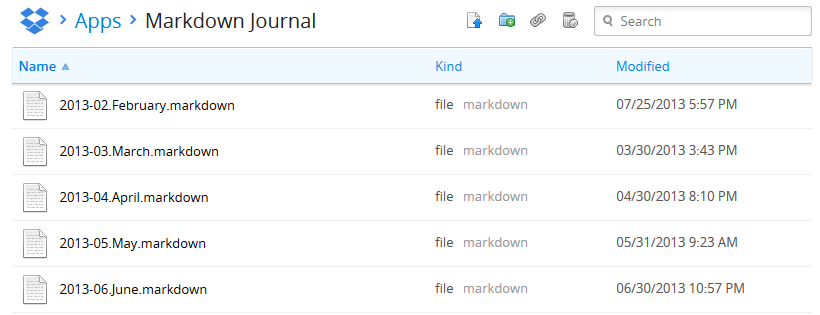 Apps Markdown Journal Search
Name Kind Modified
2013-02.February.markdown file markdown 07/25/2013 5:57 PM
2013-03.March.markdown file markdown 03/30/2013 3:43 PM
2013-04.April.markdown file markdown 04/30/2013 8:10 PM
2013-05.May.markdown file markdown 05/31/2013 9:23 AM
2013-06.June.markdown file markdown 06/30/2013 10:57 PM